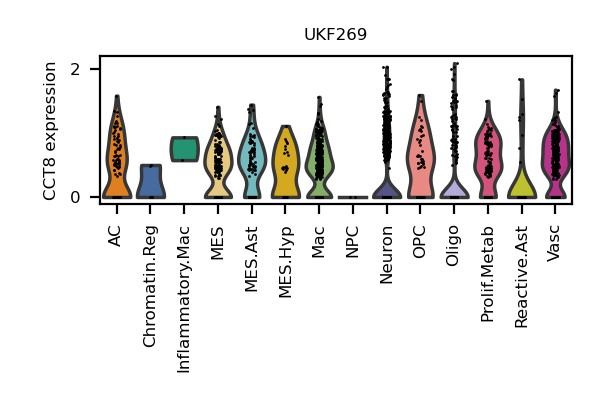 UKF269
CCT8 expression
2
0
AC
Chromatin.Reg
Inflammatory.Mac
MES
MES.Ast
MES.Hyp
Mac
NPC
Neuron
OPC
Oligo
Prolif.Metab
Reactive.Ast
Vasc